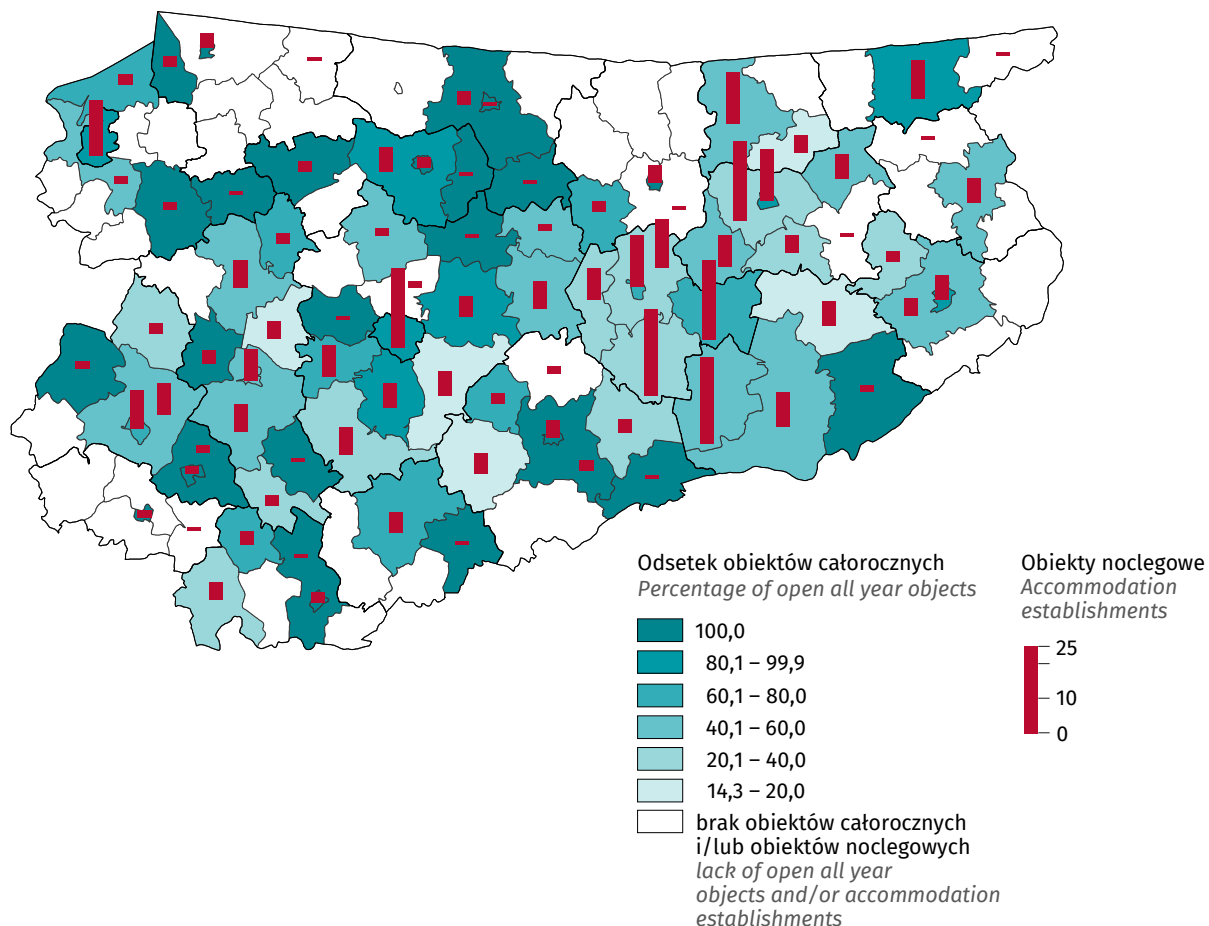 Odsetek obiektów całorocznych
Percentage of open all year objects
100,0
80,1 – 99,9
60,1 – 80,0
40,1 – 60,0
20,1 – 40,0
14,3 – 20,0
brak obiektów całorocznych
i/lub obiektów noclegowych
lack of open all year
objects and/or accommodation
establishments
Obiekty noclegowe
Accommodation
establishments
25
10
0